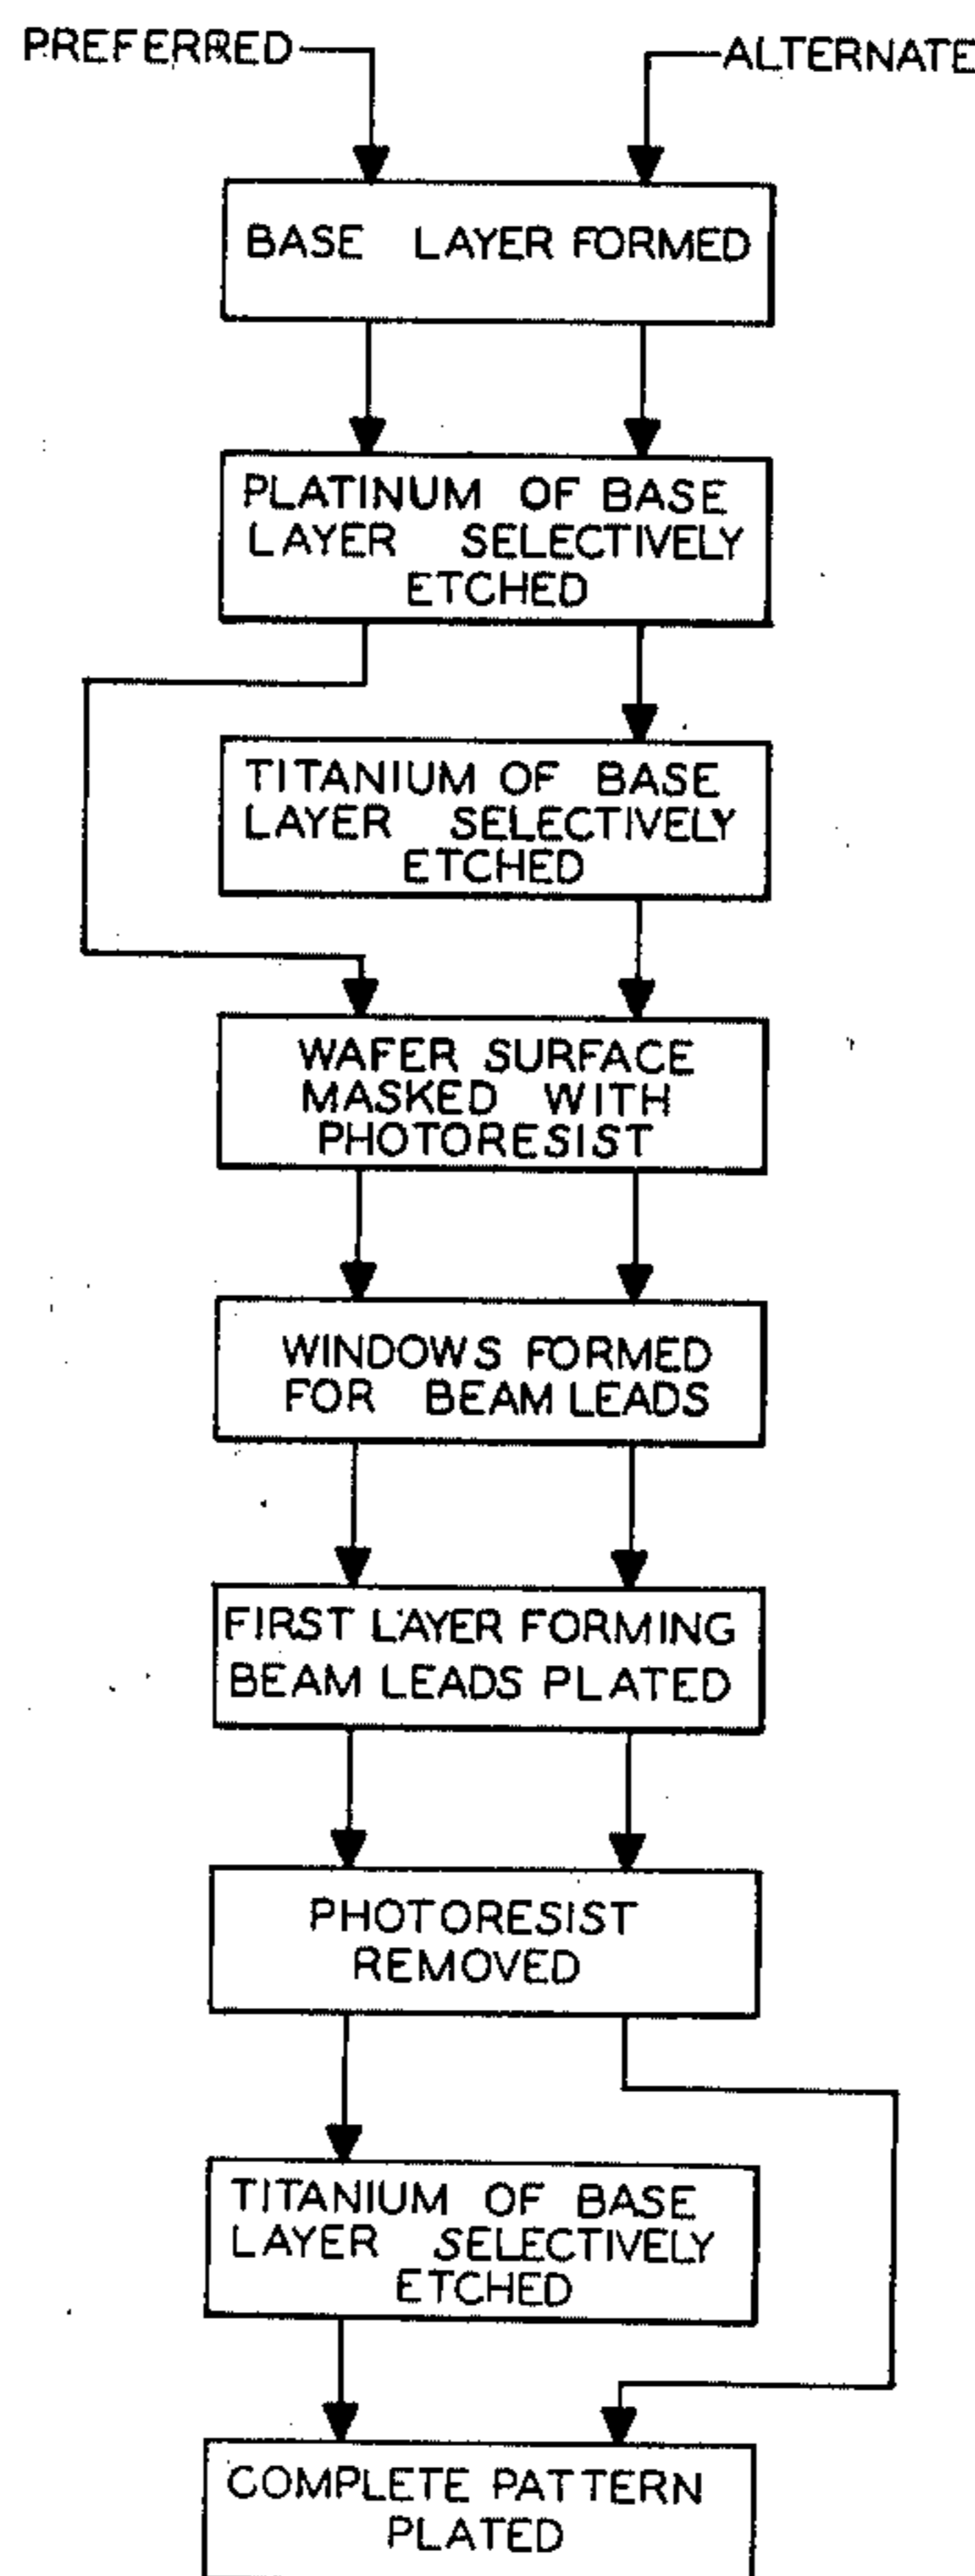 PREFERRED
ALTERNATE
BASE LAYER FORMED
PLATINUM OF BASE
LAYER SELECTIVELY
ETCHED
TITANIUM OF BASE
LAYER SELECTIVELY
ETCHED
WAFER SURFACE
MASKED WITH
PHOTORESIST
WINDOWS FORMED
FOR BEAM LEADS
FIRST LAYER FORMING
BEAM LEADS PLATED
PHOTORESIST
REMOVED
TITANIUM OF BASE
LAYER SELECTIVELY
ETCHED
COMPLETE PATTERN
PLATED